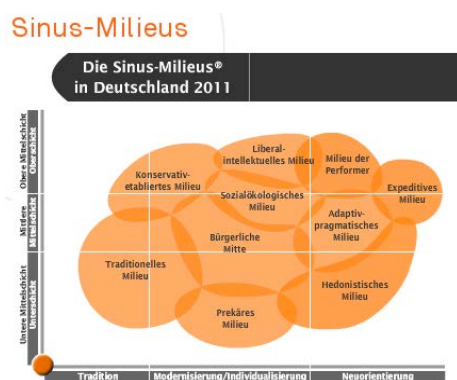 Sinus-Milieus
Die Sinus-Milieus®
in Deutschland 2011
Obere Mittelschicht
Oberschicht
Mittlere
Mittelschicht
Untere Mittelschicht
Unterschicht
Konservativ-
etabliertes Milieu
Liberal-
intellektuelles Milieu
Milieu der
Performer
Expeditives
Milieu
Sozialökologisches
Milieu
Adaptiv-
pragmatisches
Milieu
Bürgerliche
Mitte
Traditionelles
Milieu
Hedonistisches
Milieu
Prekäres
Milieu
Tradition
Modernisierung/Individualisierung
Neuorientierung